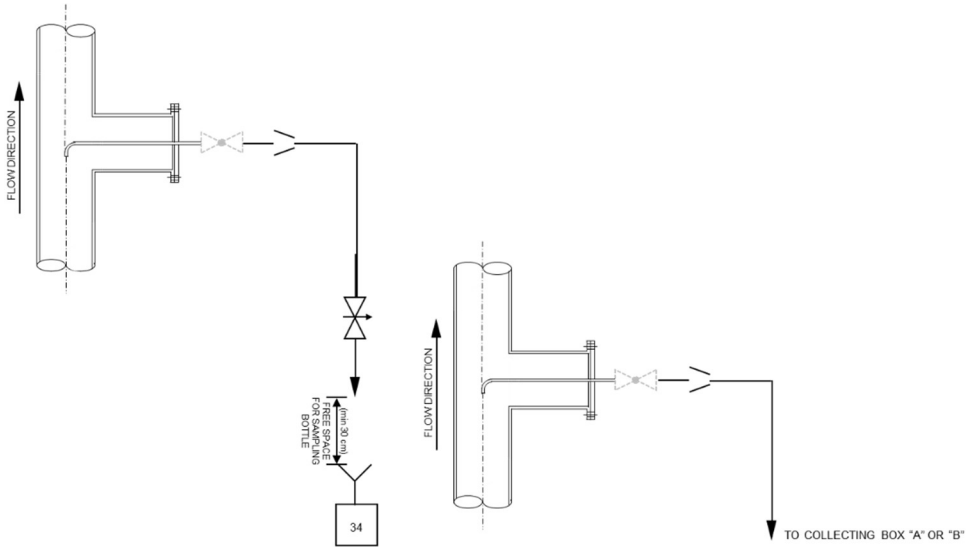 FLOW DIRECTION
(min 30 cm)
FREE SPACE
FOR SAMPLING
BOTTLE
34
FLOW DIRECTION
TO COLLECTING BOX "A" OR "B"